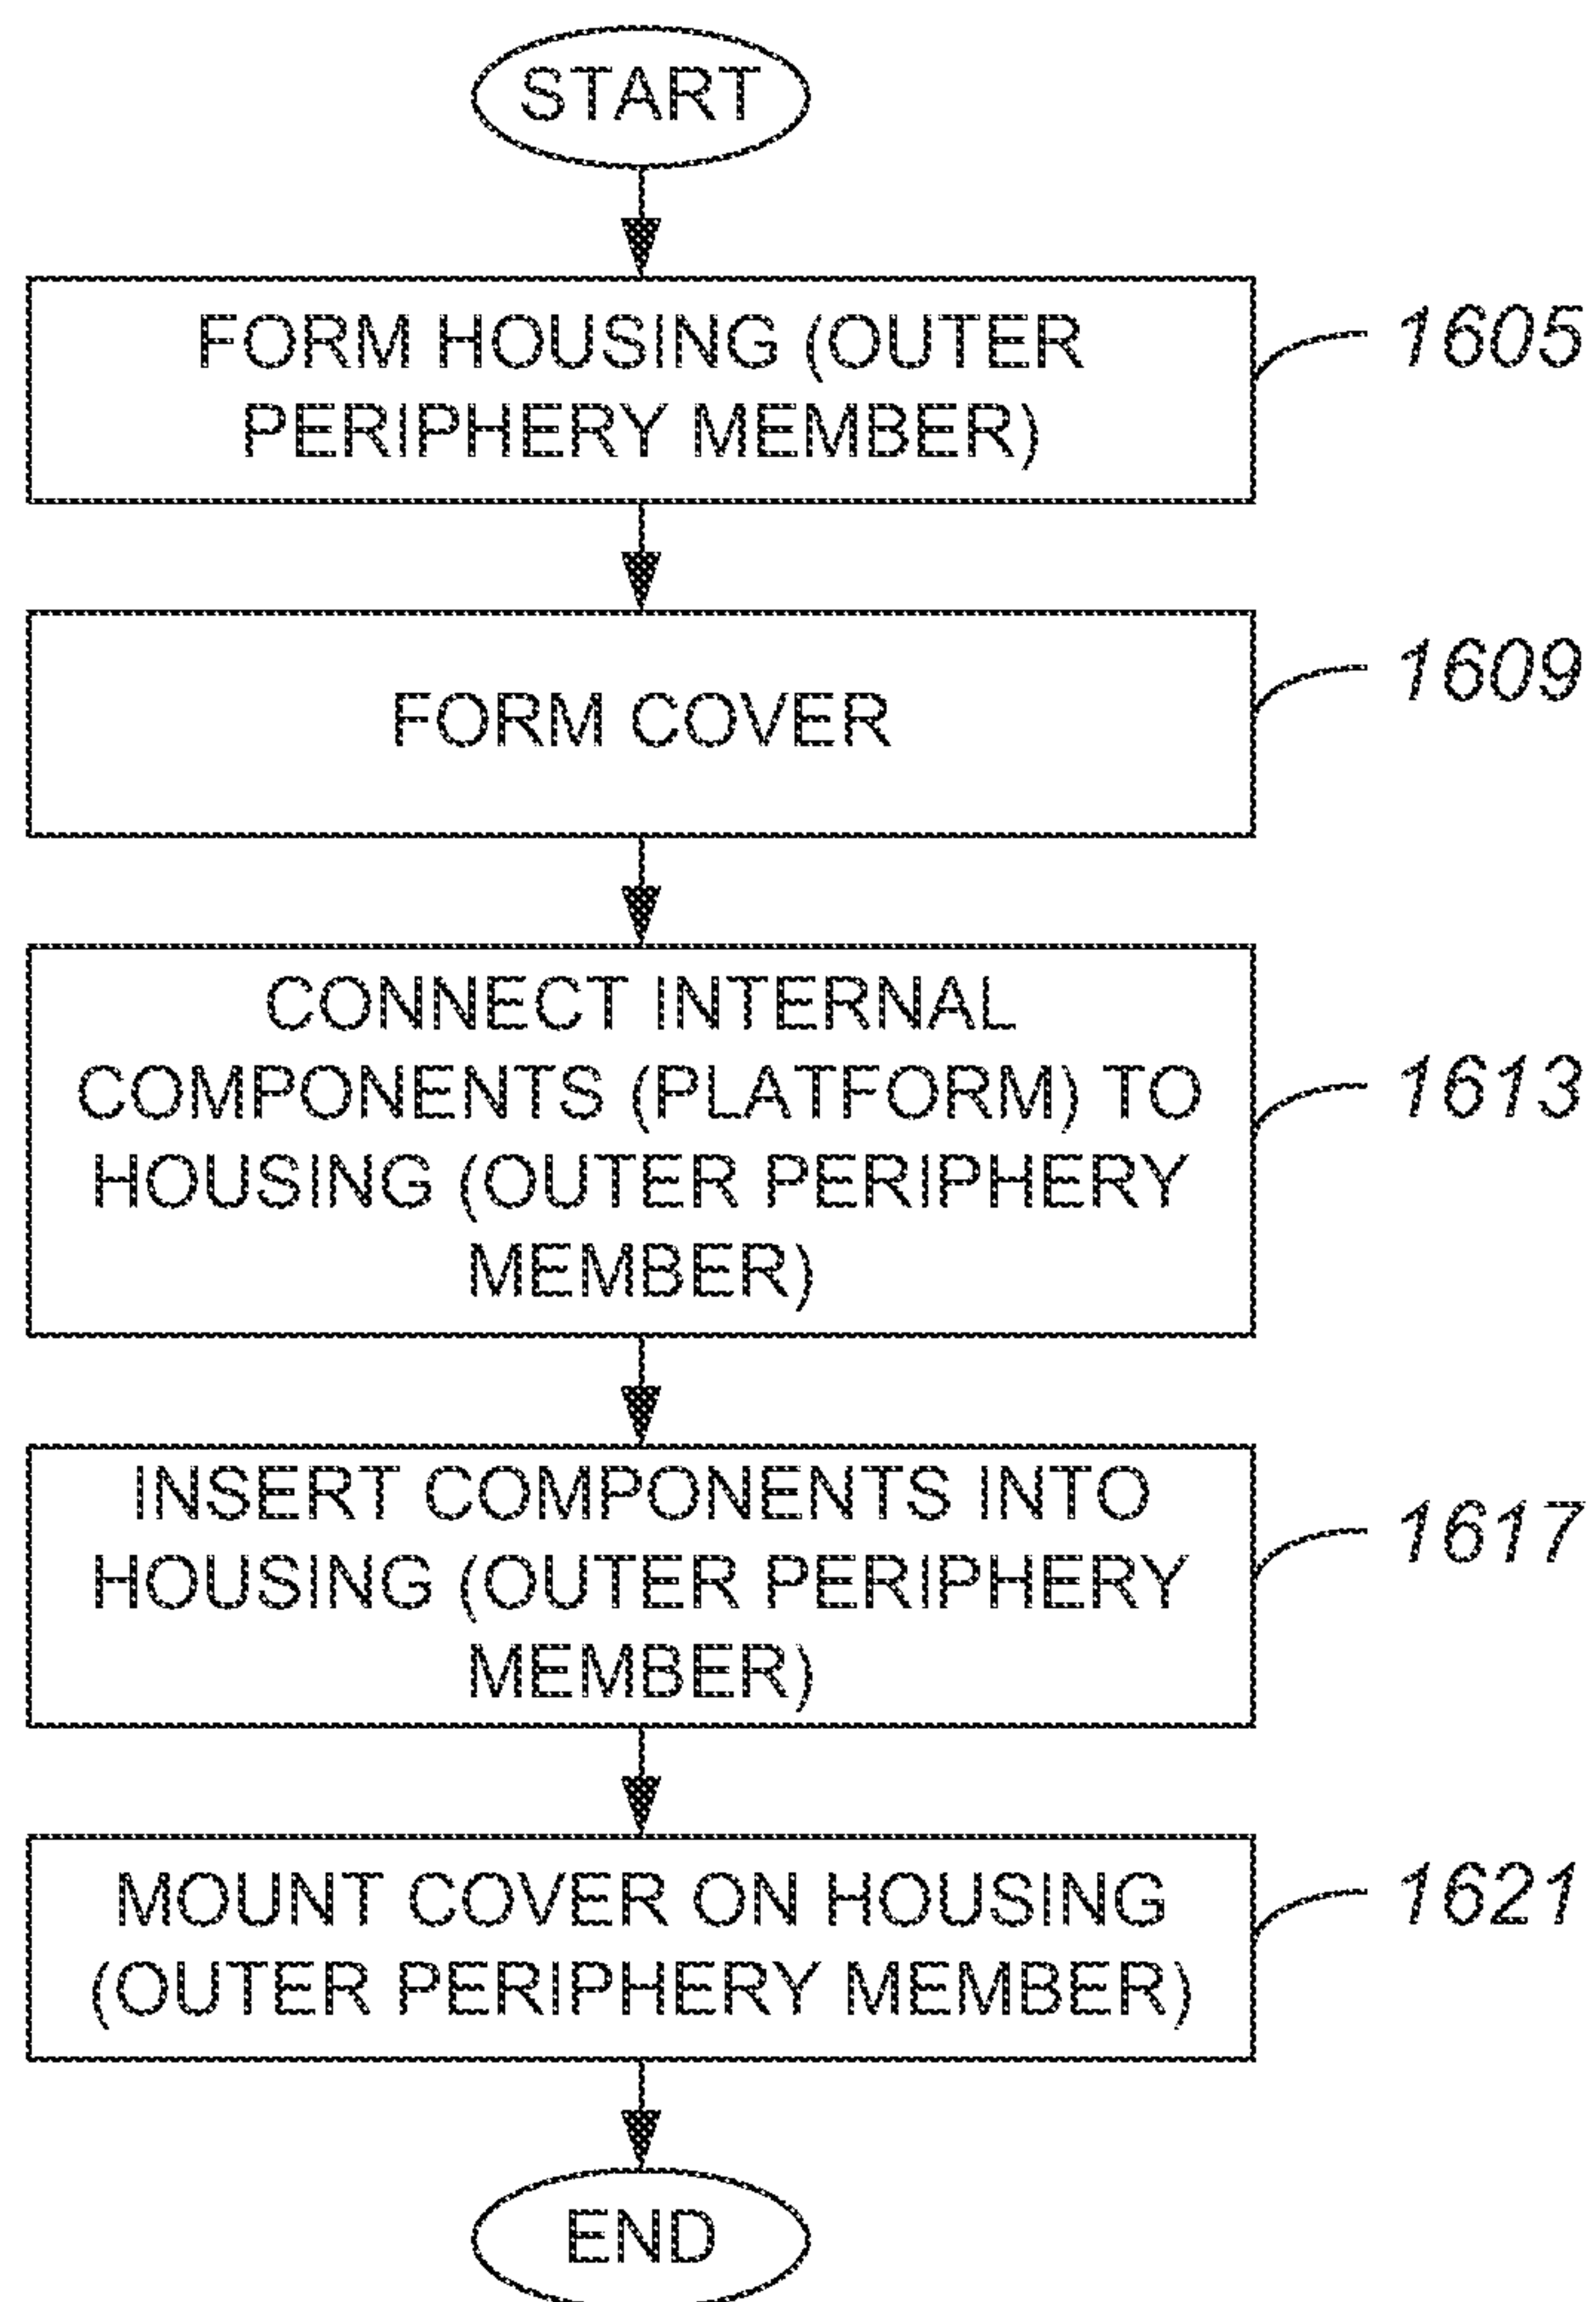 START
FORM HOUSING (OUTER
PERIPHERY MEMBER)
1605
FORM COVER
1609
CONNECT INTERNAL
COMPONENTS (PLATFORM) TO
HOUSING (OUTER PERIPHERY
MEMBER)
1613
INSERT COMPONENTS INTO
HOUSING (OUTER PERIPHERY
MEMBER)
1617
MOUNT COVER ON HOUSING
(OUTER PERIPHERY MEMBER)
1621
END